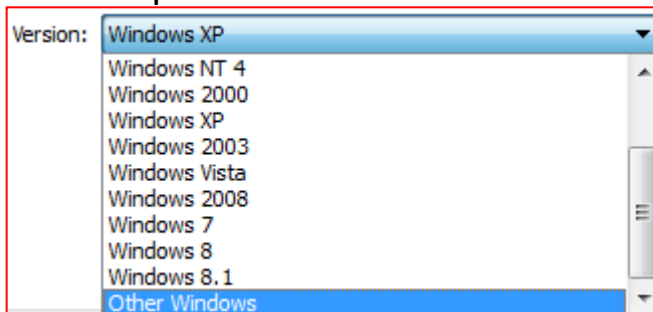 Version: Windows XP
Windows NT 4
Windows 2000
Windows XP
Windows 2003
Windows Vista
Windows 2008
Windows 7
Windows 8
Windows 8.1
Other Windows